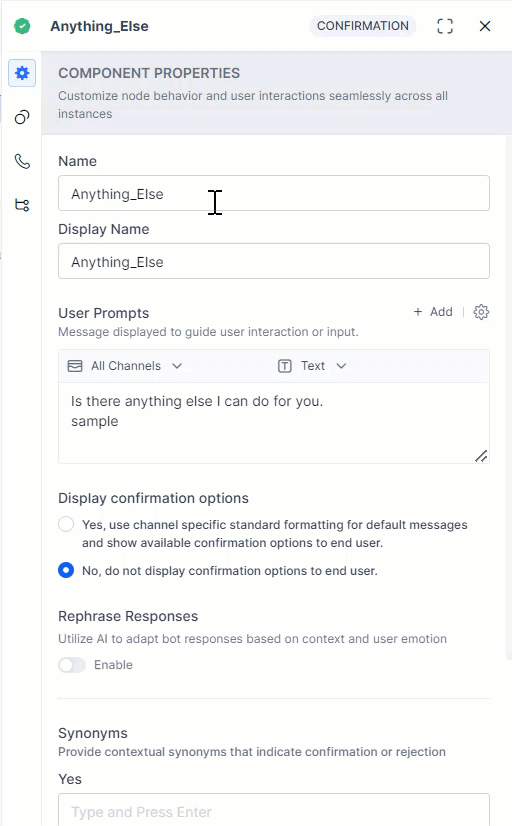 Anything_Else
CONFIRMATION
COMPONENT PROPERTIES
Customize node behavior and user interactions seamlessly across all
instances
Name
Anything_Else
Display Name
Anything_Else
User Prompts
+ Add
Message displayed to guide user interaction or input.
All Channels
Text
Is there anything else I can do for you.
sample
Display confirmation options
Yes, use channel specific standard formatting for default messages
and show available confirmation options to end user.
No, do not display confirmation options to end user.
Rephrase Responses
Utilize AI to adapt bot responses based on context and user emotion
Enable
Synonyms
Provide contextual synonyms that indicate confirmation or rejection
Yes
Type and Press Enter